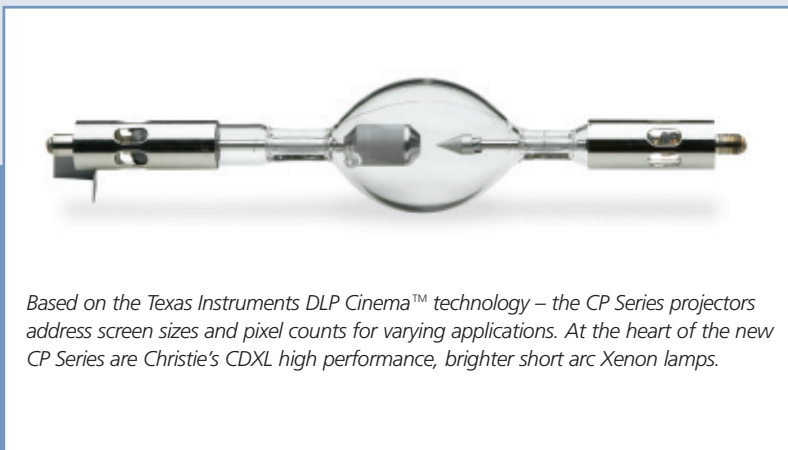 Based on the Texas Instruments DLP Cinema™ technology – the CP Series projectors
address screen sizes and pixel counts for varying applications. At the heart of the new
CP Series are Christie's CDXL high performance, brighter short arc Xenon lamps.